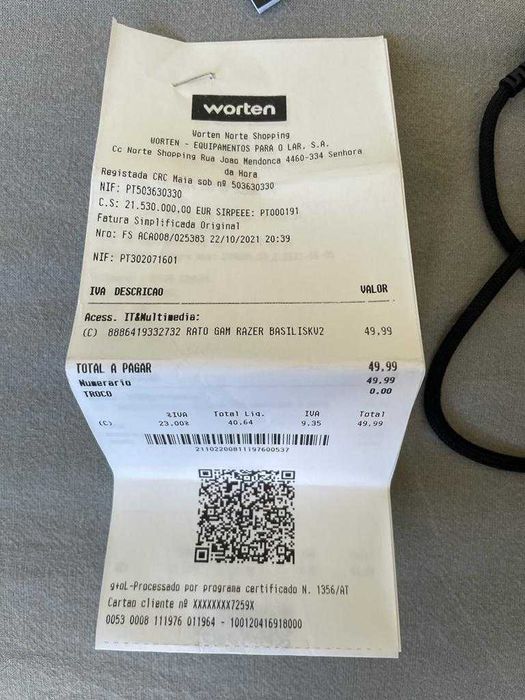 worten
Worten Norte Shopping
WORTEN - EQUIPAMENTOS PARA O LAR, S.A.
Cc Norte Shopping Rua Joao Mendonca 4460-334 Senhora
da Hora
Registada CRC Maia sob nº 503630330
NIF: PT503630330
C.S: 21.530.000.00 EUR SIRPEEE: PT000191
Fatura Simplificada Original
Nro: FS ACA008/025383 22/10/2021 20:39
NIF: PT302071601
IVA DESCRICAO VALOR
Acess. IT&Multimedia:
(C) 8886419332732 RATO GAM RAZER BASILISKV2 49,99
TOTAL A PAGAR 49,99
Numerario 49.99
TROCO 0.00
%IVA Total Liq. IVA Total
(C) 23.00% 40.64 9.35 49.99
21102200811197600537
g+oL-Processado por programa certificado N. 1356/AT
Cartao cliente nº XXXXXXXX7259X
0053 0008 111976 011964 - 100120416918000